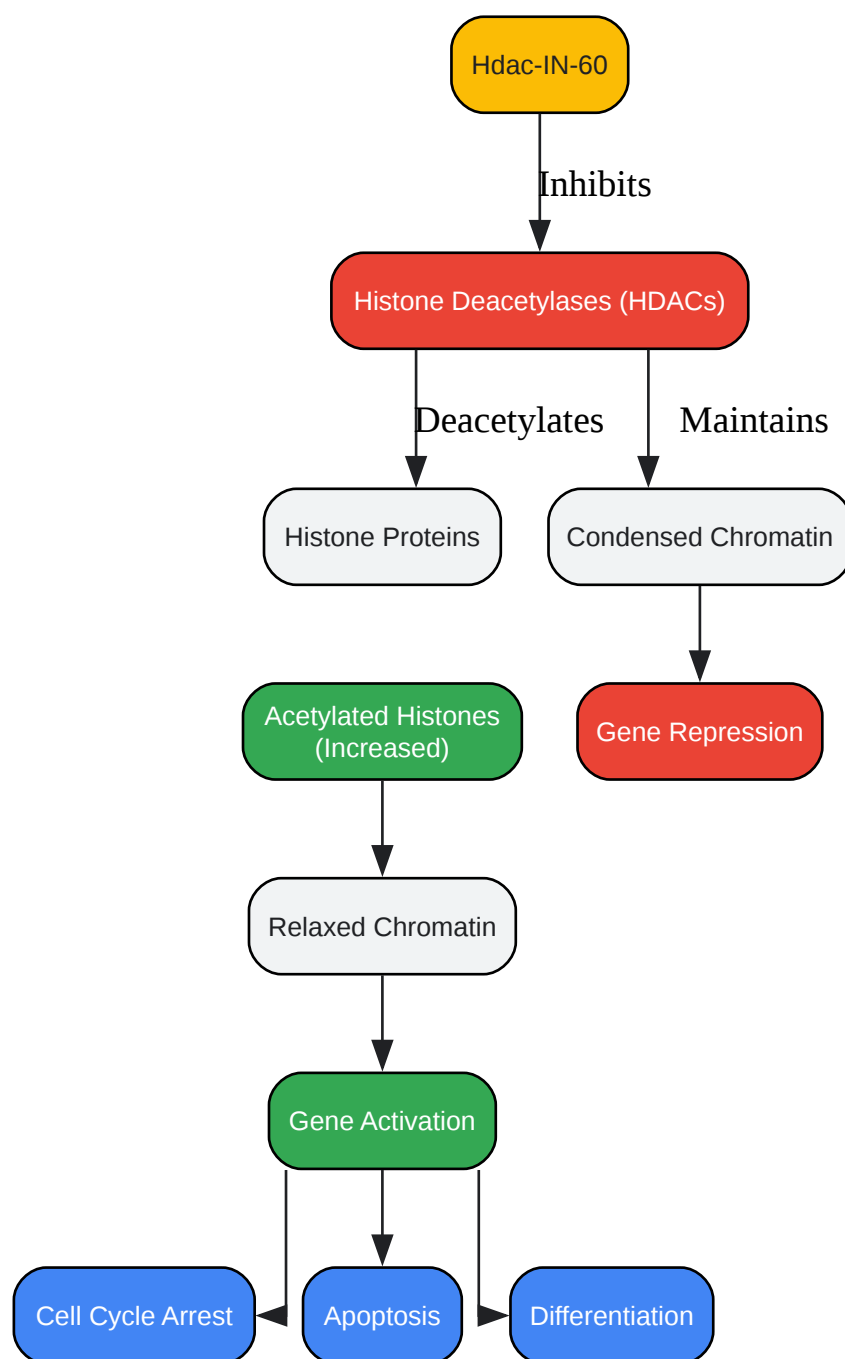 Hdac-IN-60
Inhibits
Histone Deacetylases (HDACs)
Deacetylates
Maintains
Histone Proteins
Condensed Chromatin
Acetylated Histones
(Increased)
Gene Repression
Relaxed Chromatin
Gene Activation
Cell Cycle Arrest
Apoptosis
Differentiation